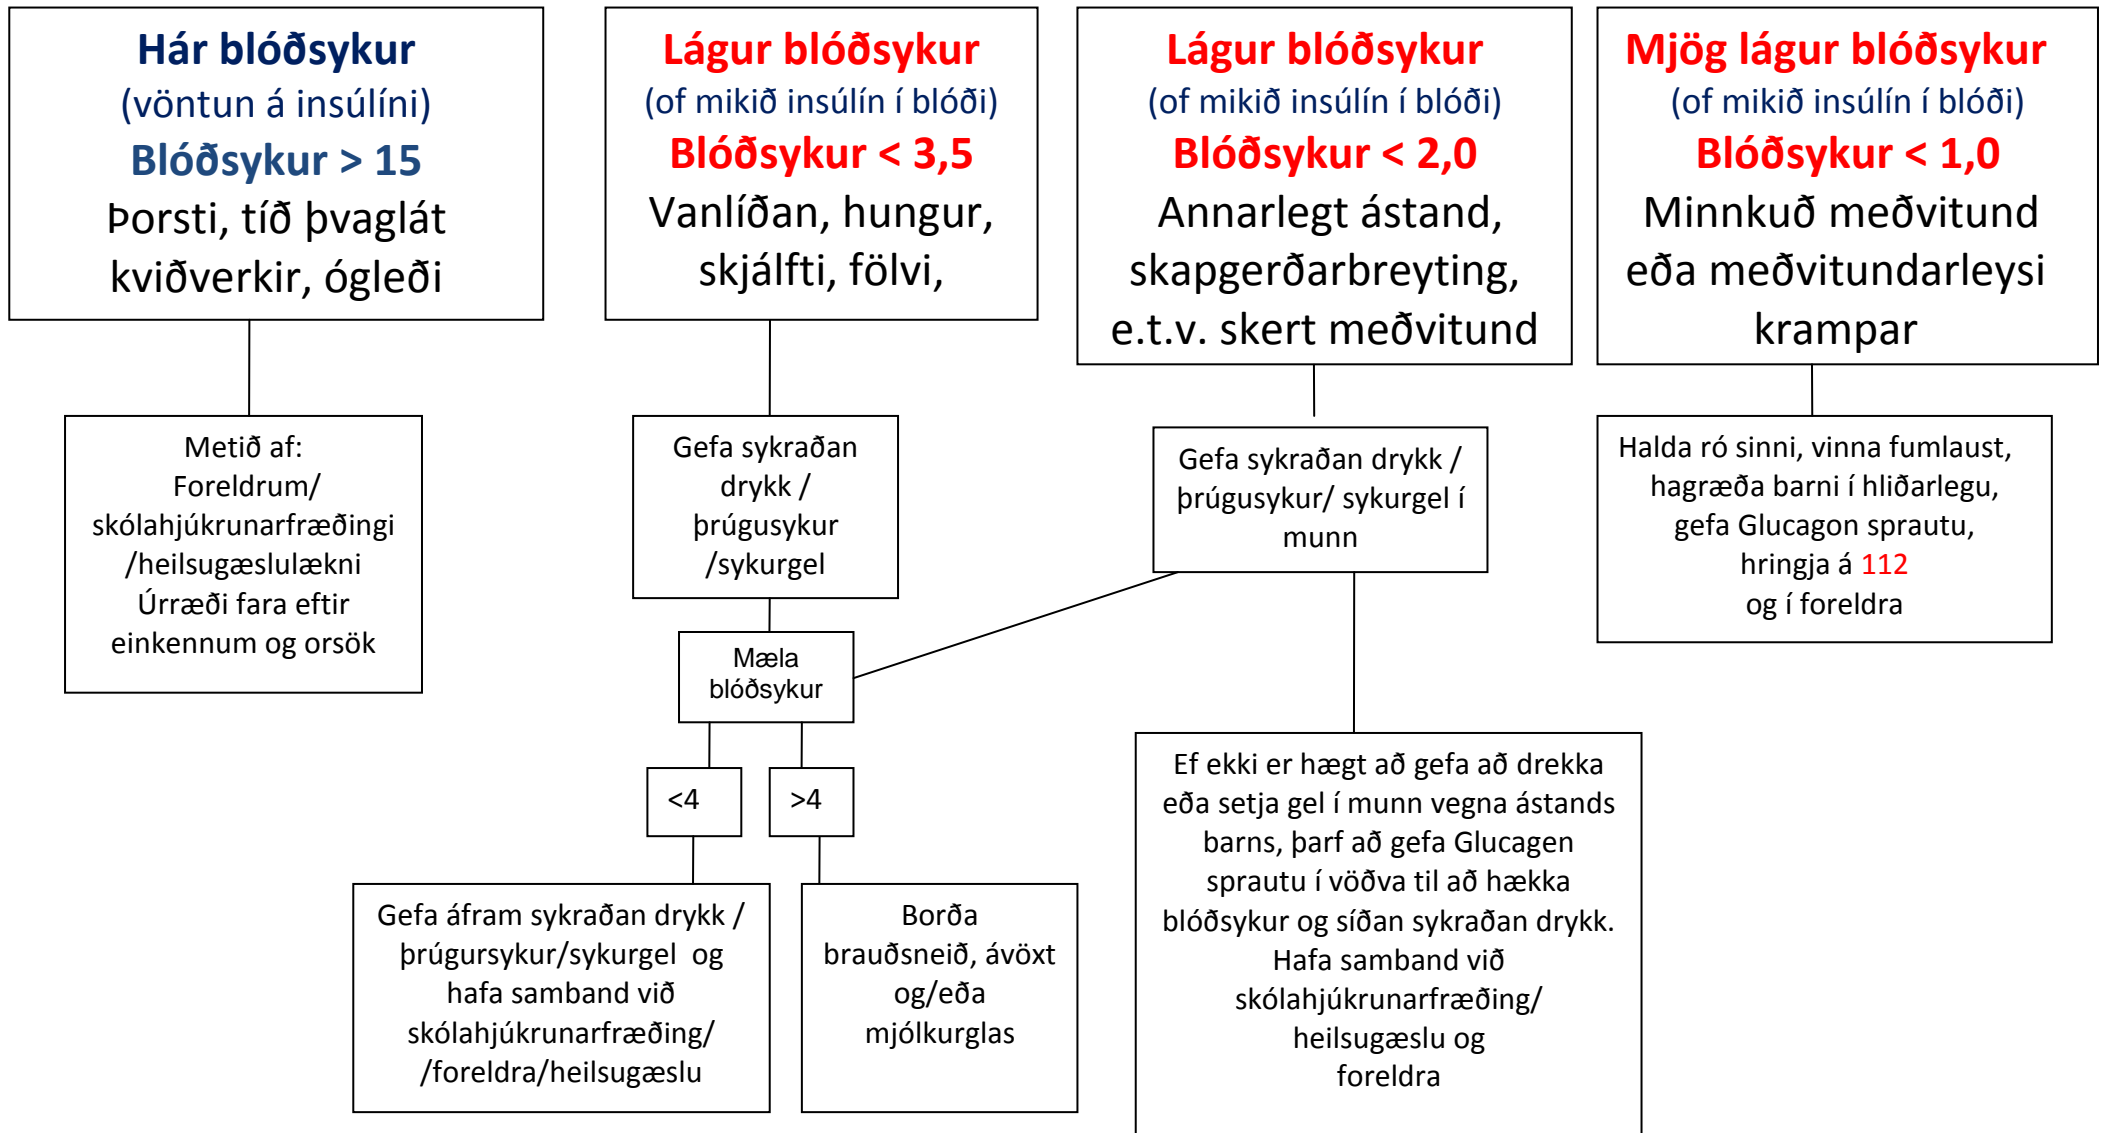 Hár blóðsykur
(vöntun á insúlíni)
Blóðsykur > 15
Þorsti, tíð þvaglát
kviðverkir, ógleði
Lágur blóðsykur
(of mikið insúlín í blóði)
Blóðsykur < 3,5
Vanlíðan, hungur,
skjálfti, fölvi,
Lágur blóðsykur
(of mikið insúlín í blóði)
Blóðsykur < 2,0
Annarlegt ástand,
skapgerðarbreyting,
e.t.v. skert meðvitund
Mjög lágur blóðsykur
(of mikið insúlín í blóði)
Blóðsykur < 1,0
Minnkuð meðvitund
eða meðvitundarleysi
krampar
Metið af:
Foreldrum/
skólahjúkrunarfræðingi
/heilsugæslulækni
Úrræði fara eftir
einkennum og orsök
Gefa sykraðan
drykk /
þrúgusykur
/sykurgel
Gefa sykraðan drykk /
þrúgusykur/ sykurgel í
munn
Halda ró sinni, vinna fumlaust,
hagræða barni í hliðarlegu,
gefa Glucagon sprautu,
hringja á 112
og í foreldra
Mæla
blóðsykur
<4
>4
Gefa áfram sykraðan drykk /
þrúgursykur/sykurgel og
hafa samband við
skólahjúkrunarfræðing/
/foreldra/heilsugæslu
Borða
brauðsneið, ávöxt
og/eða
mjólkurglas
Ef ekki er hægt að gefa að drekka
eða setja gel í munn vegna ástands
barns, þarf að gefa Glucagen
sprautu í vöðva til að hækka
blóðsykur og síðan sykraðan drykk.
Hafa samband við
skólahjúkrunarfræðing/
heilsugæslu og
foreldra